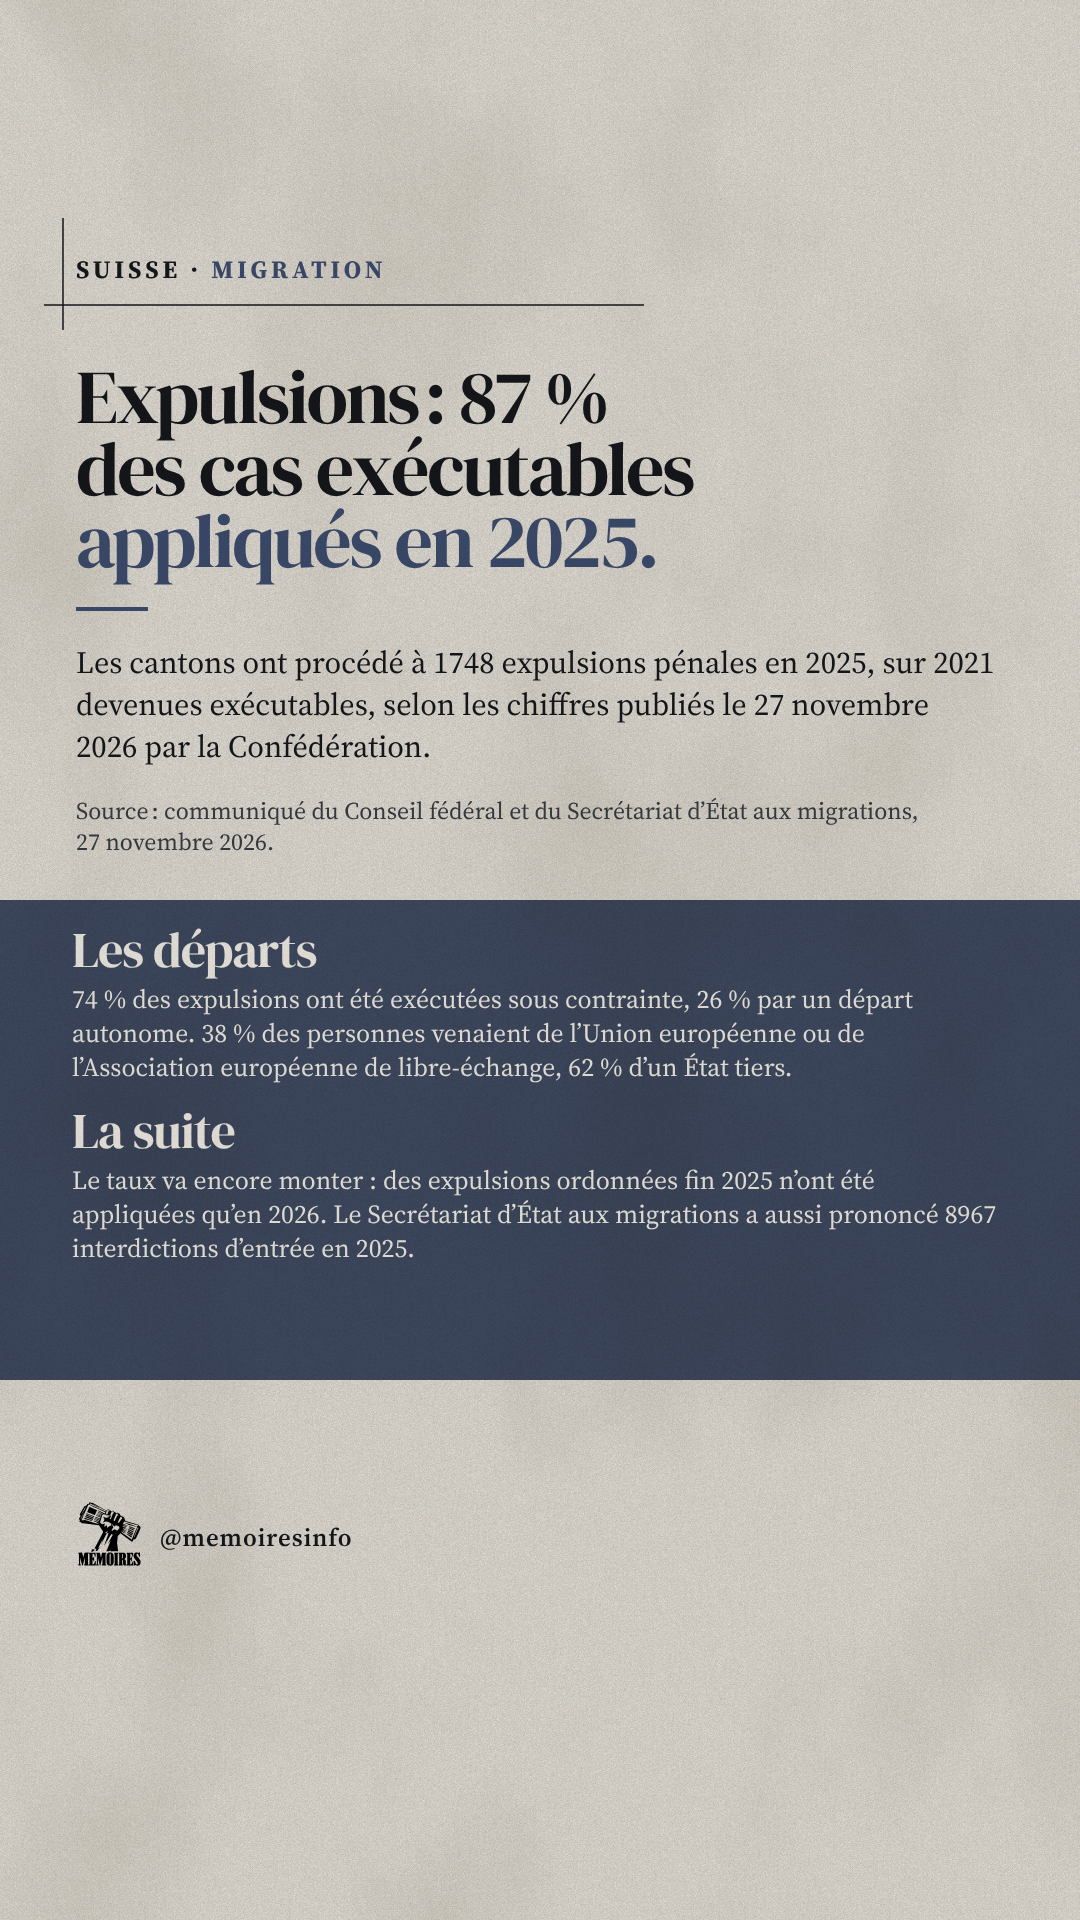 SUISSE · MIGRATION
Expulsions : 87 %
des cas exécutables
appliqués en 2025.
Les cantons ont procédé à 1748 expulsions pénales en 2025, sur 2021
devenues exécutables, selon les chiffres publiés le 27 novembre
2026 par la Confédération.
Source : communiqué du Conseil fédéral et du Secrétariat d’État aux migrations,
27 novembre 2026.
Les départs
74 % des expulsions ont été exécutées sous contrainte, 26 % par un départ
autonome. 38 % des personnes venaient de l’Union européenne ou de
l’Association européenne de libre-échange, 62 % d’un État tiers.
La suite
Le taux va encore monter : des expulsions ordonnées fin 2025 n’ont été
appliquées qu’en 2026. Le Secrétariat d’État aux migrations a aussi prononcé 8967
interdictions d’entrée en 2025.
MÉMOIRES
@memoiresinfo